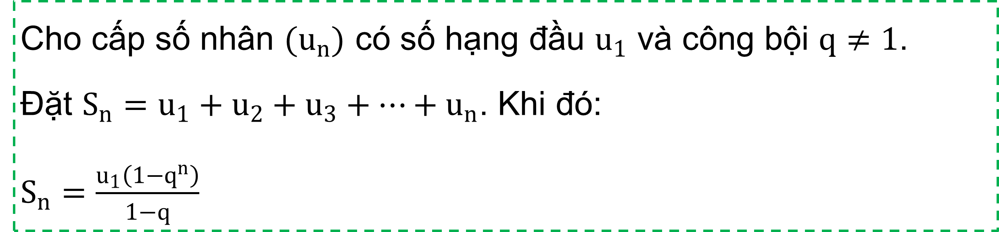 Cho cấp số nhân (uₙ) có số hạng đầu u₁ và công bội q ≠ 1.
Đặt Sₙ = u₁ + u₂ + u₃ + ⋯ + uₙ. Khi đó:
Sₙ = u₁(1−qⁿ)/(1−q)